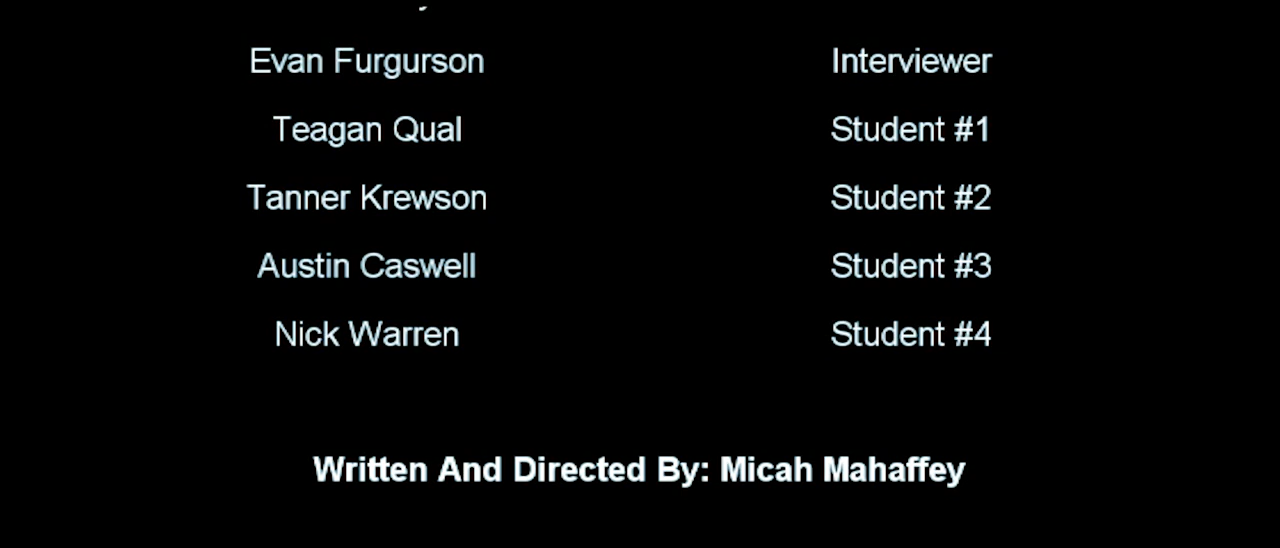 Evan Furgurson Interviewer
Teagan Qual Student #1
Tanner Krewson Student #2
Austin Caswell Student #3
Nick Warren Student #4
Written And Directed By: Micah Mahaffey